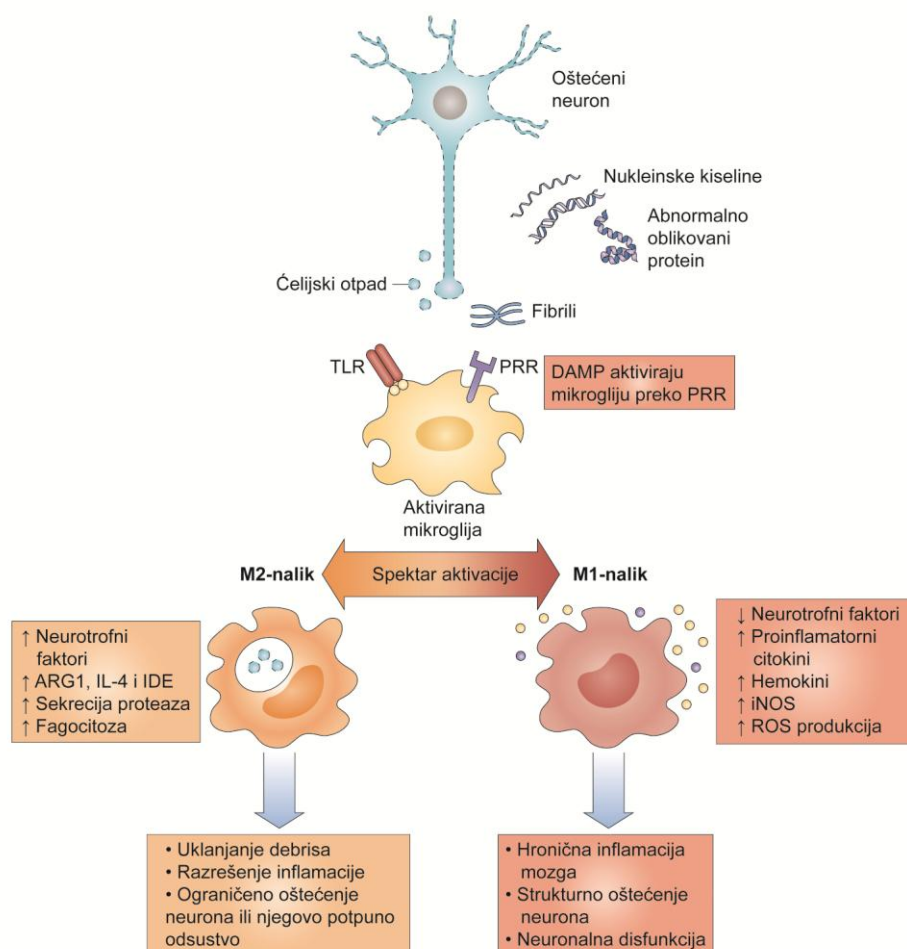 Oštećeni
neuron
Nukleinske kiseline
Abnormalno
oblikovani
protein
Ćelijski otpad
Fibrili
TLR
PRR
DAMP aktiviraju
mikrogliju preko PRR
Aktivirana
mikroglija
M2-nalik
Spektar aktivacije
M1-nalik
↑ Neurotrofni
faktori
↑ ARG1, IL-4 i IDE
↑ Sekrecija proteaza
↑ Fagocitoza
↓ Neurotrofni faktori
↑ Proinflamatorni
citokini
↑ Hemokini
↑ iNOS
↑ ROS produkcija
• Uklanjanje debrisa
• Razrešenje inflamacije
• Ograničeno oštećenje
neurona ili njegovo potpuno
odsustvo
• Hronična inflamacija
mozga
• Strukturno oštećenje
neurona
• Neuronalna disfunkcija